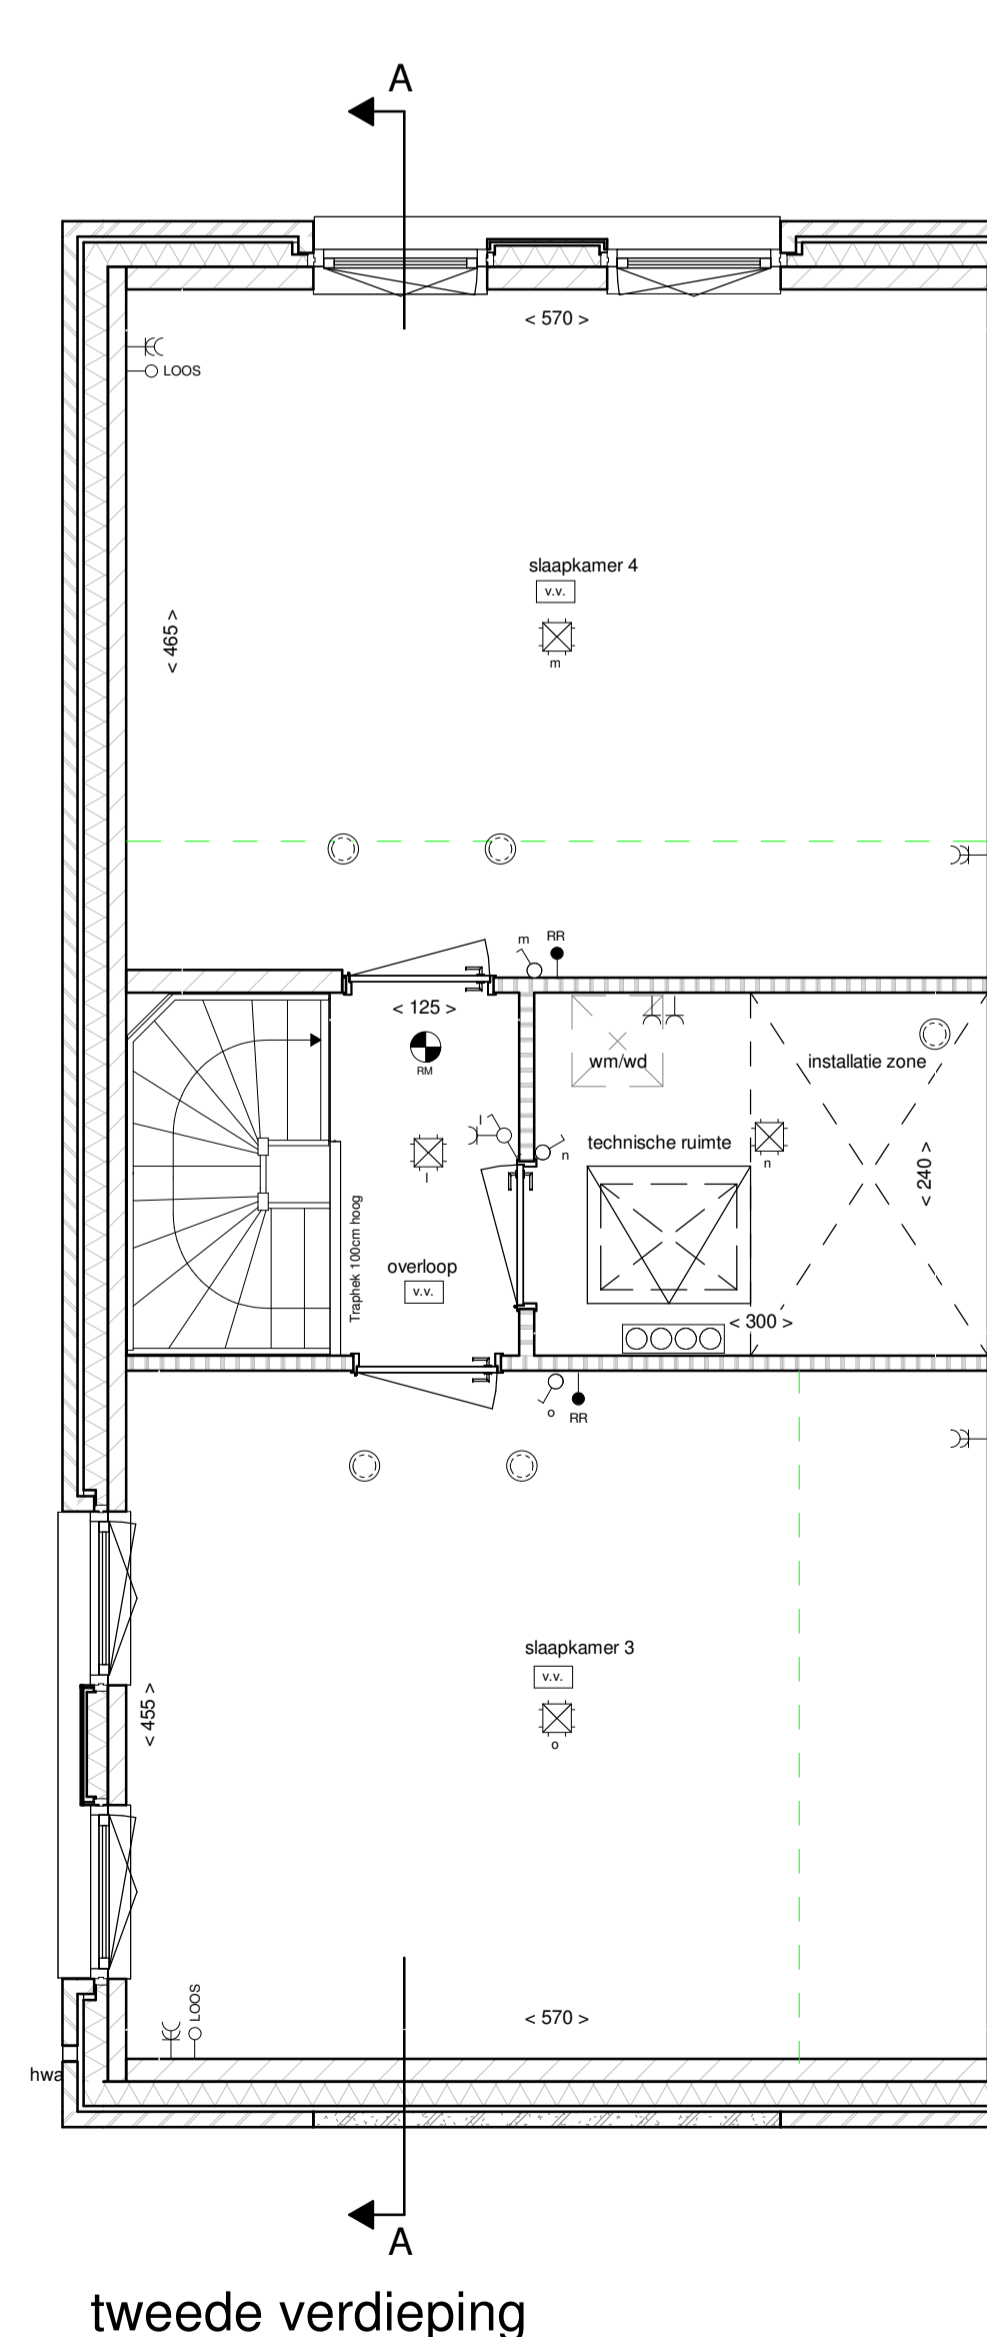 A
< 570 >
LOOS
slaapkamer 4
v.v.
m
< 465 >
m
RR
< 125 >
RM
wm/wd
installatie zone
l
n
technische ruimte
n
l
< 240 >
Traphek 100cm hoog
overloop
v.v.
< 300 >
o
RR
slaapkamer 3
v.v.
o
< 455 >
LOOS
< 570 >
hwa
A
tweede verdieping